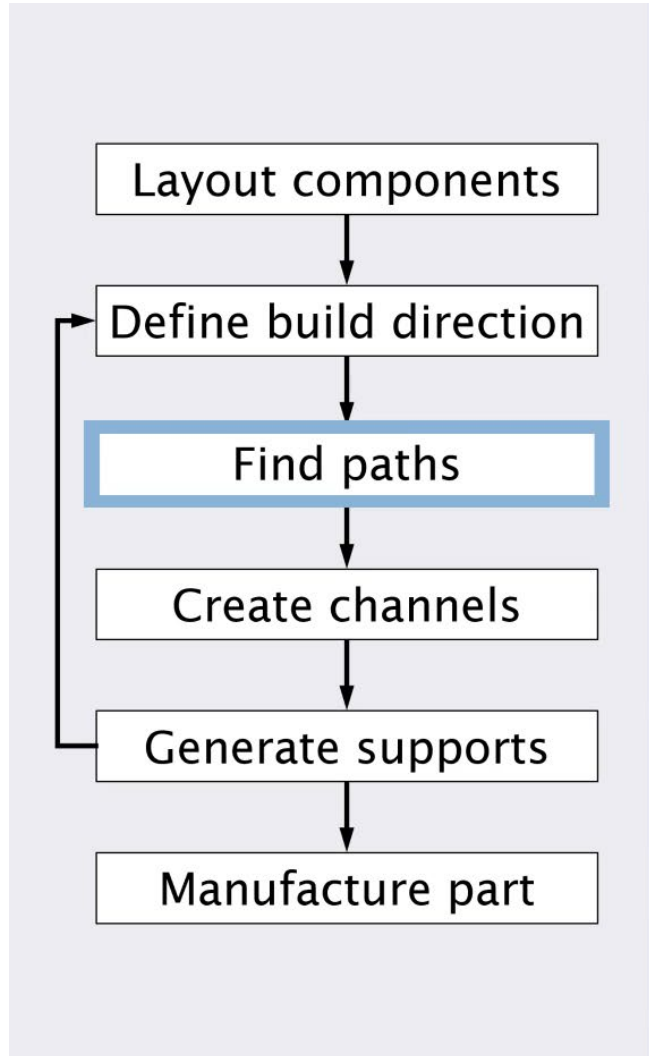 Layout components
Define build direction
Find paths
Create channels
Generate supports
Manufacture part